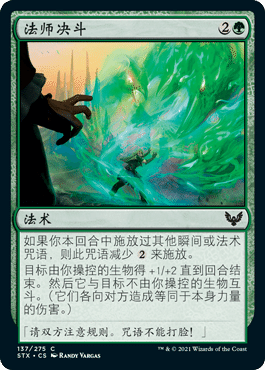 法师决斗 2
法术
如果你本回合中施放过其他瞬间或法术
咒语，则此咒语减少 2 来施放。
目标由你操控的生物得 +1/+2 直到回合结
束。然后它与目标不由你操控的生物互
斗。（它们各向对方造成等同于本身力量
的伤害。）
「请双方注意规则。咒语不能打脸！」
137/275 C
STX • CS RANDY VARGAS
™ & © 2021 Wizards of the Coast